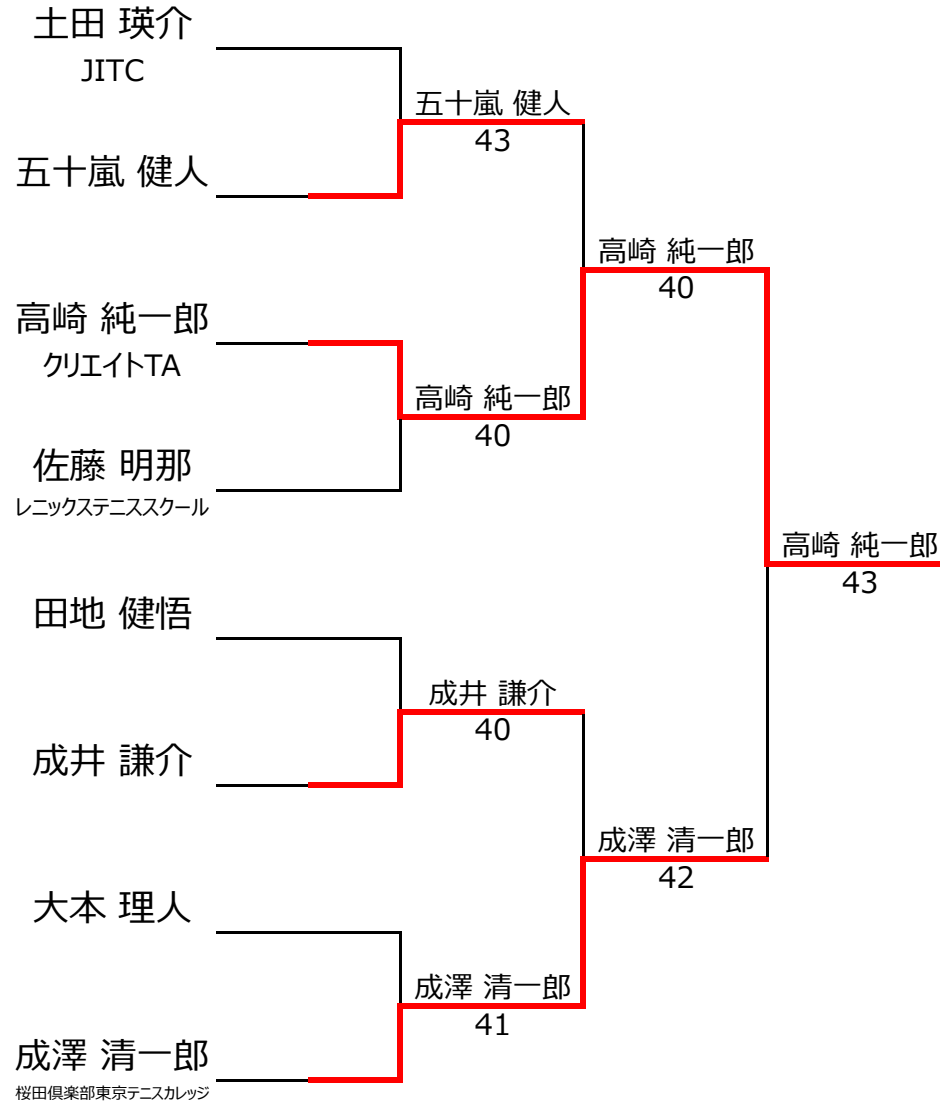 土田 瑛介
JITC
五十嵐 健人
43
五十嵐 健人
高崎 純一郎
40
高崎 純一郎
クリエイトTA
高崎 純一郎
40
佐藤 明那
レニックステニススクール
高崎 純一郎
43
田地 健悟
成井 謙介
40
成井 謙介
成澤 清一郎
42
大本 理人
成澤 清一郎
41
成澤 清一郎
桜田倶楽部東京テニスカレッジ